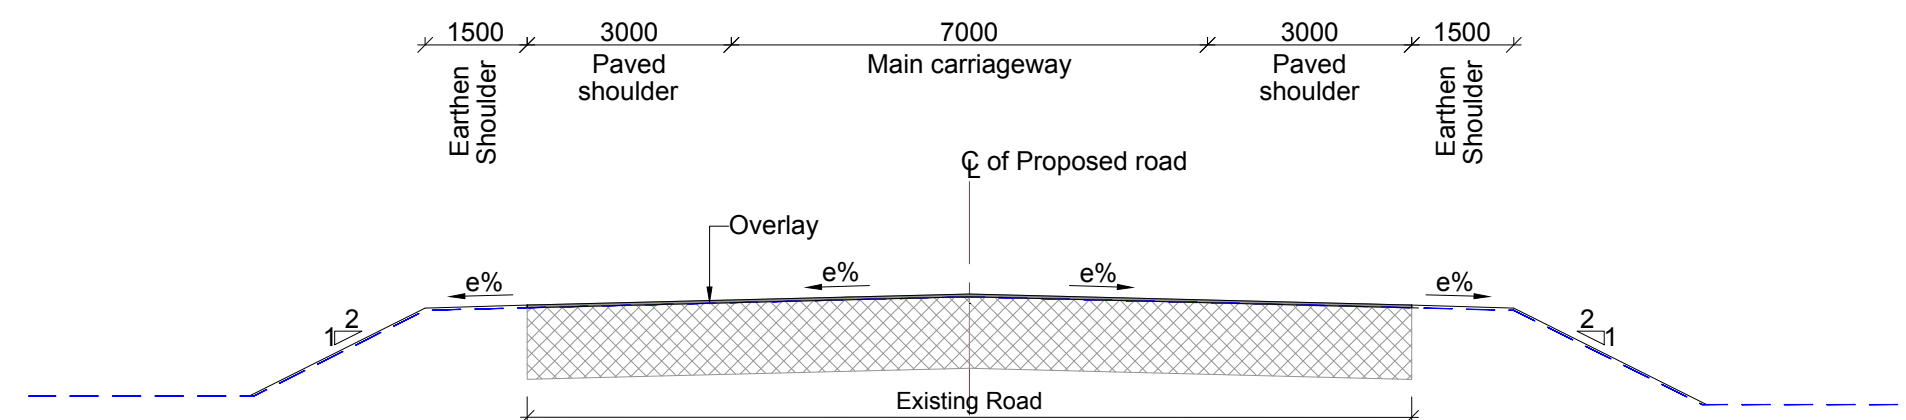 1500 3000 7000 3000 1500
Earthen
Shoulder
Paved
shoulder
Main carriageway
Paved
shoulder
Earthen
Shoulder
℄ of Proposed road
Overlay
e% e% e% e%
2
1
2
1
Existing Road